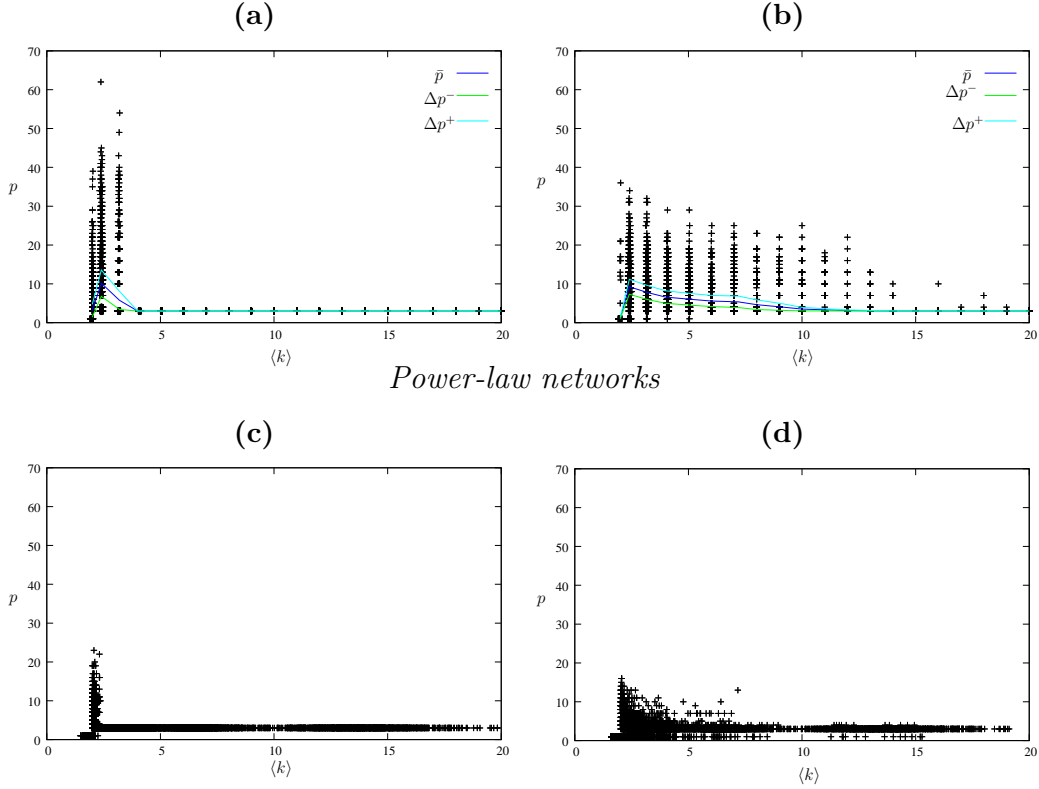 (a) (b)
70 70
60 60
50 50
40 40
30 30
20 20
10 10
0 0
p p
p̄ p̄
Δp⁻ Δp⁻
Δp⁺ Δp⁺
0 5 10 15 20 0 5 10 15 20
⟨k⟩ ⟨k⟩
Power-law networks
(c) (d)
70 70
60 60
50 50
40 40
30 30
20 20
10 10
0 0
p p
0 5 10 15 20 0 5 10 15 20
⟨k⟩ ⟨k⟩